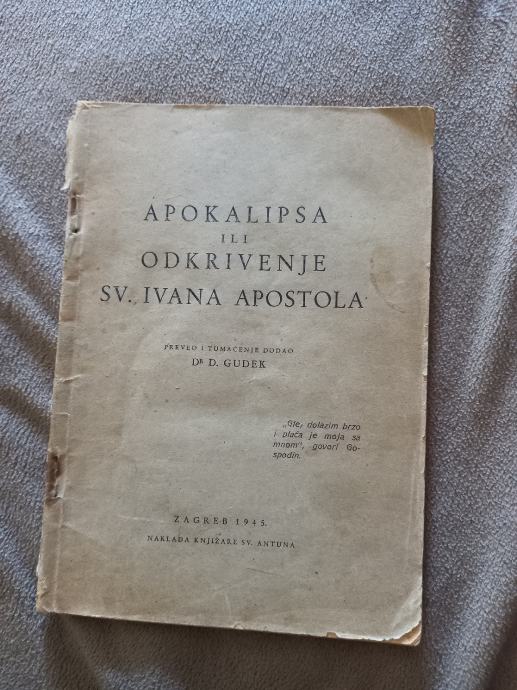 APOKALIPSA
ILI
ODKRIVENJE
SV. IVANA APOSTOLA
PREVEO I TUMAČENJE DODAO
DR D. GUDEK
„Gle, dolazim brzo
i plaća je moja sa
mnom", govori Go-
spodin.
ZAGREB 1945.
NAKLADA KNJIŽARE SV. ANTUNA